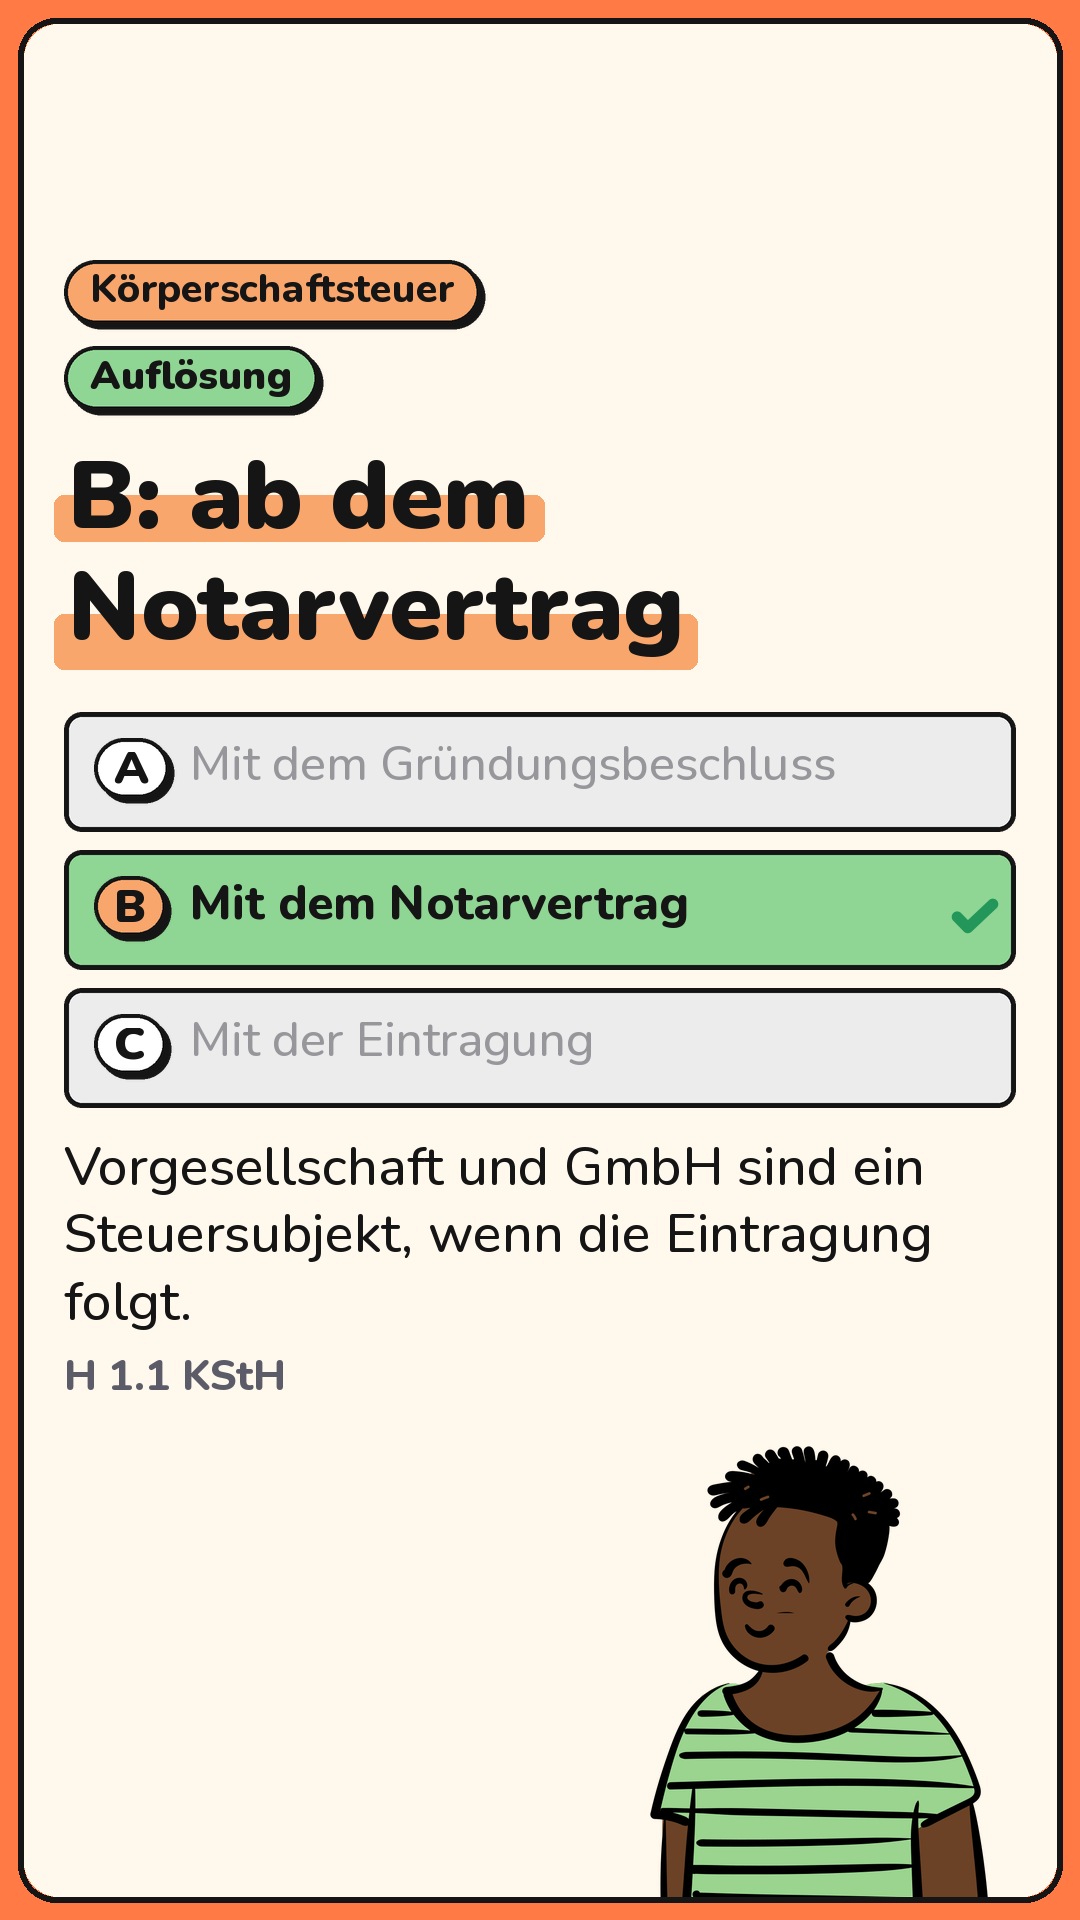 Körperschaftsteuer
Auflösung
B: ab dem
Notarvertrag
A Mit dem Gründungsbeschluss
B Mit dem Notarvertrag
C Mit der Eintragung
Vorgesellschaft und GmbH sind ein
Steuersubjekt, wenn die Eintragung
folgt.
H 1.1 KStH